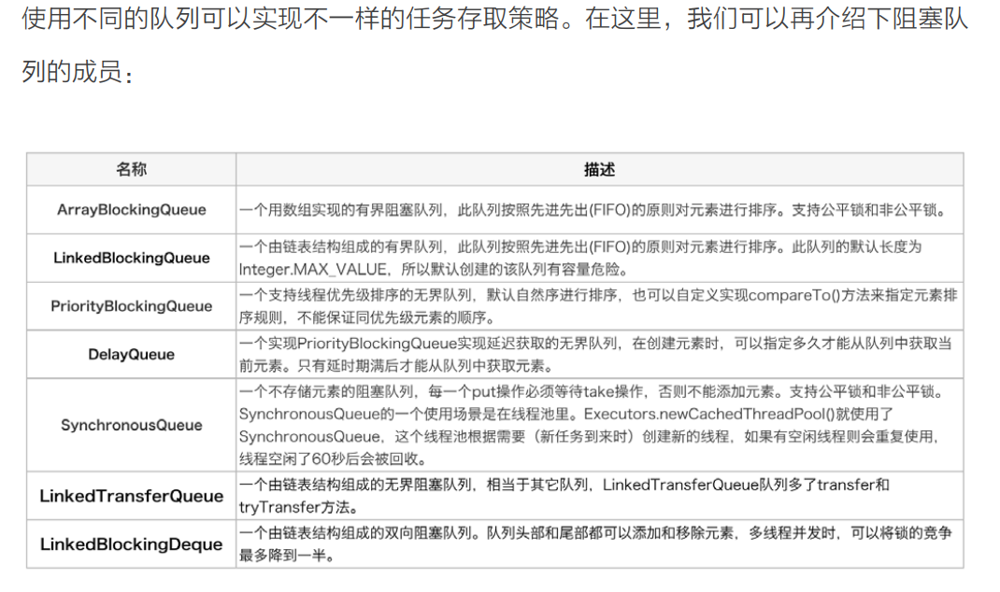 使用不同的队列可以实现不一样的任务存取策略。在这里，我们可以再介绍下阻塞队
列的成员：
名称 描述
ArrayBlockingQueue 一个用数组实现的有界阻塞队列，此队列按照先进先出(FIFO)的原则对元素进行排序。支持公平锁和非公平锁。
LinkedBlockingQueue 一个由链表结构组成的有界队列，此队列按照先进先出(FIFO)的原则对元素进行排序。此队列的默认长度为
Integer.MAX_VALUE，所以默认创建的该队列有容量危险。
PriorityBlockingQueue 一个支持线程优先级排序的无界队列，默认自然序进行排序，也可以自定义实现compareTo()方法来指定元素排
序规则，不能保证同优先级元素的顺序。
DelayQueue 一个实现PriorityBlockingQueue实现延迟获取的无界队列，在创建元素时，可以指定多久才能从队列中获取当
前元素。只有延时期满后才能从队列中获取元素。
SynchronousQueue 一个不存储元素的阻塞队列，每一个put操作必须等待take操作，否则不能添加元素。支持公平锁和非公平锁。
SynchronousQueue的一个使用场景是在线程池里。Executors.newCachedThreadPool()就使用了
SynchronousQueue，这个线程池根据需要（新任务到来时）创建新的线程，如果有空闲线程则会重复使用，
线程空闲了60秒后会被回收。
LinkedTransferQueue 一个由链表结构组成的无界阻塞队列，相当于其它队列，LinkedTransferQueue队列多了transfer和
tryTransfer方法。
LinkedBlockingDeque 一个由链表结构组成的双向阻塞队列。队列头部和尾部都可以添加和移除元素，多线程并发时，可以将锁的竞争
最多降到一半。